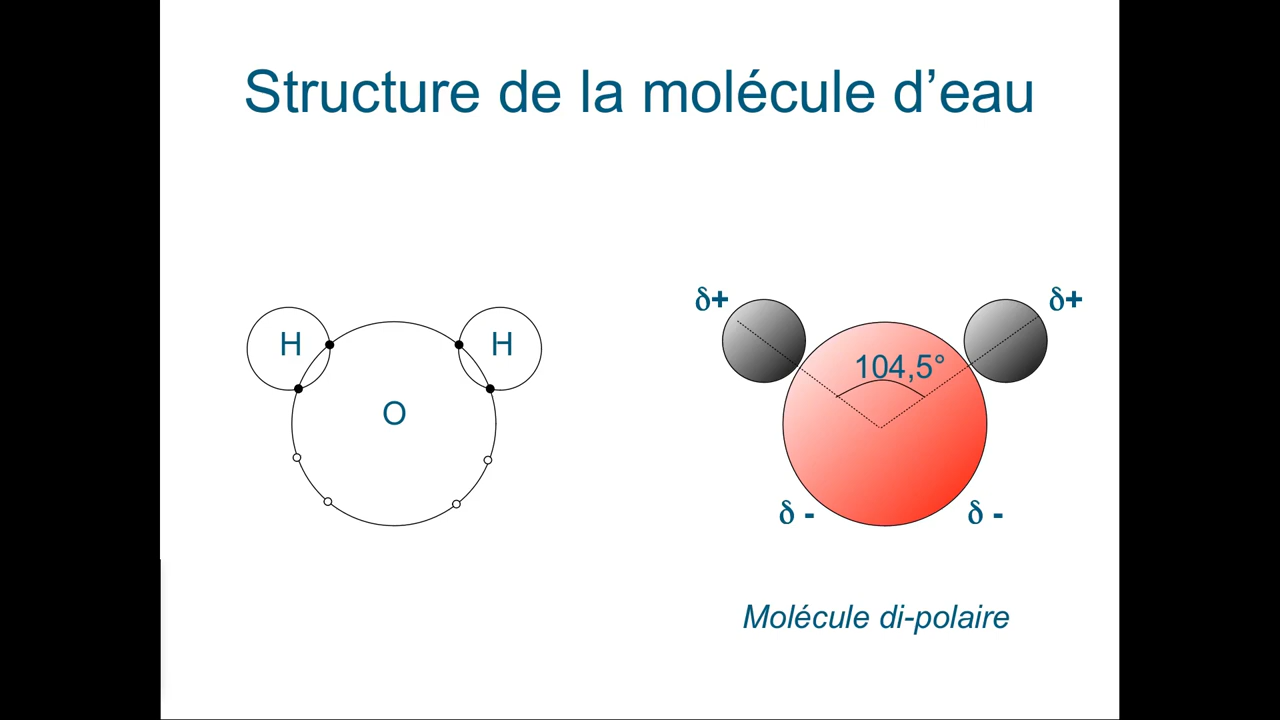 Structure de la molécule d’eau
H
H
O
δ+
δ+
104,5°
δ -
δ -
Molécule di-polaire